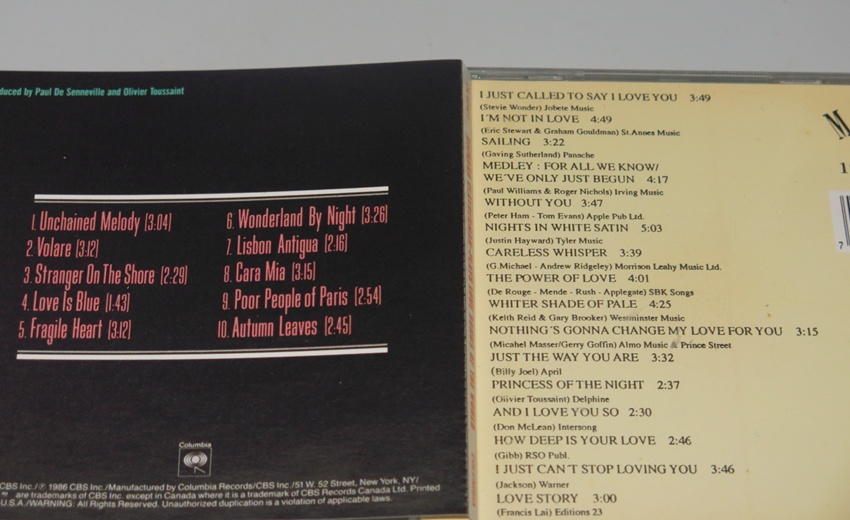 duced by Paul De Senneville and Olivier Toussaint
1. Unchained Melody (3:04)
2. Volare (3:12)
3. Stranger On The Shore (2:29)
4. Love Is Blue (1:43)
5. Fragile Heart (3:12)
6. Wonderland By Night (3:26)
7. Lisbon Antigua (2:16)
8. Cara Mia (3:15)
9. Poor People of Paris (2:54)
10. Autumn Leaves (2:45)
Columbia
CBS Inc./℗ 1986 CBS Inc./Manufactured by Columbia Records/CBS Inc./51 W. 52 Street, New York, NY/
are trademarks of CBS Inc. except in Canada where it is a trademark of CBS Records Canada Ltd. Printed
U.S.A./WARNING: All Rights Reserved. Unauthorized duplication is a violation of applicable laws.
I JUST CALLED TO SAY I LOVE YOU 3:49
(Stevie Wonder) Jobete Music
I´M NOT IN LOVE 4:49
(Eric Stewart & Graham Gouldman) St.Annes Music
SAILING 3:22
(Gaving Sutherland) Panache
MEDLEY : FOR ALL WE KNOW/
WE´VE ONLY JUST BEGUN 4:17
(Paul Williams & Roger Nichols) Irving Music
WITHOUT YOU 3:47
(Peter Ham - Tom Evans) Apple Pub Ltd.
NIGHTS IN WHITE SATIN 5:03
(Justin Hayward) Tyler Music
CARELESS WHISPER 3:39
(G.Michael - Andrew Ridgeley) Morrison Leahy Music Ltd.
THE POWER OF LOVE 4:01
(De Rouge - Mende - Rush - Applegate) SBK Songs
WHITER SHADE OF PALE 4:25
(Keith Reid & Gary Brooker) Westminster Music
NOTHING´S GONNA CHANGE MY LOVE FOR YOU 3:15
(Micahel Masser/Gerry Goffin) Almo Music & Prince Street
JUST THE WAY YOU ARE 3:32
(Billy Joel) April
PRINCESS OF THE NIGHT 2:37
(Olivier Toussaint) Delphine
AND I LOVE YOU SO 2:30
(Don McLean) Intersong
HOW DEEP IS YOUR LOVE 2:46
(Gibb) RSO Publ.
I JUST CAN´T STOP LOVING YOU 3:46
(Jackson) Warner
LOVE STORY 3:00
(Francis Lai) Editions 23
M
1
7